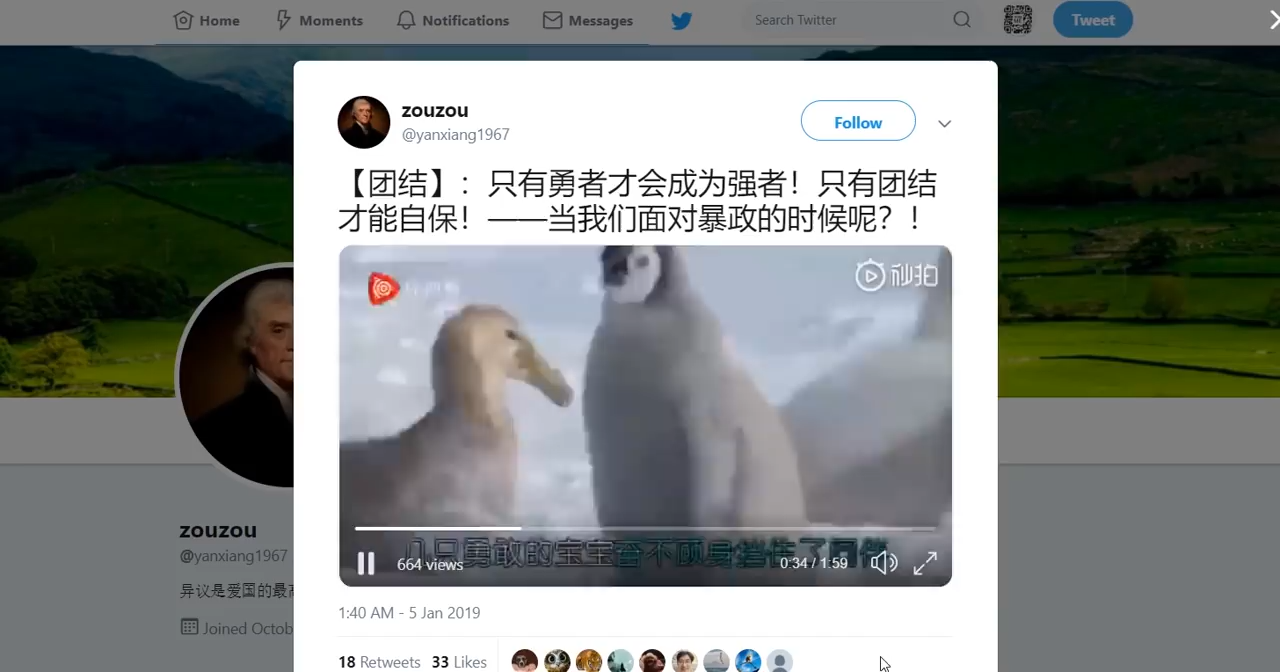 Home Moments Notifications Messages Search Twitter Tweet
zouzou
@yanxiang1967
Follow
【团结】：只有勇者才会成为强者！只有团结
才能自保！——当我们面对暴政的时候呢？！
秒拍
几只勇敢的宝宝奋不顾身挡住了同伴
664 views 0:34 / 1:59
1:40 AM - 5 Jan 2019
18 Retweets 33 Likes
zouzou
@yanxiang1967
异议是爱国的最高
Joined Octob